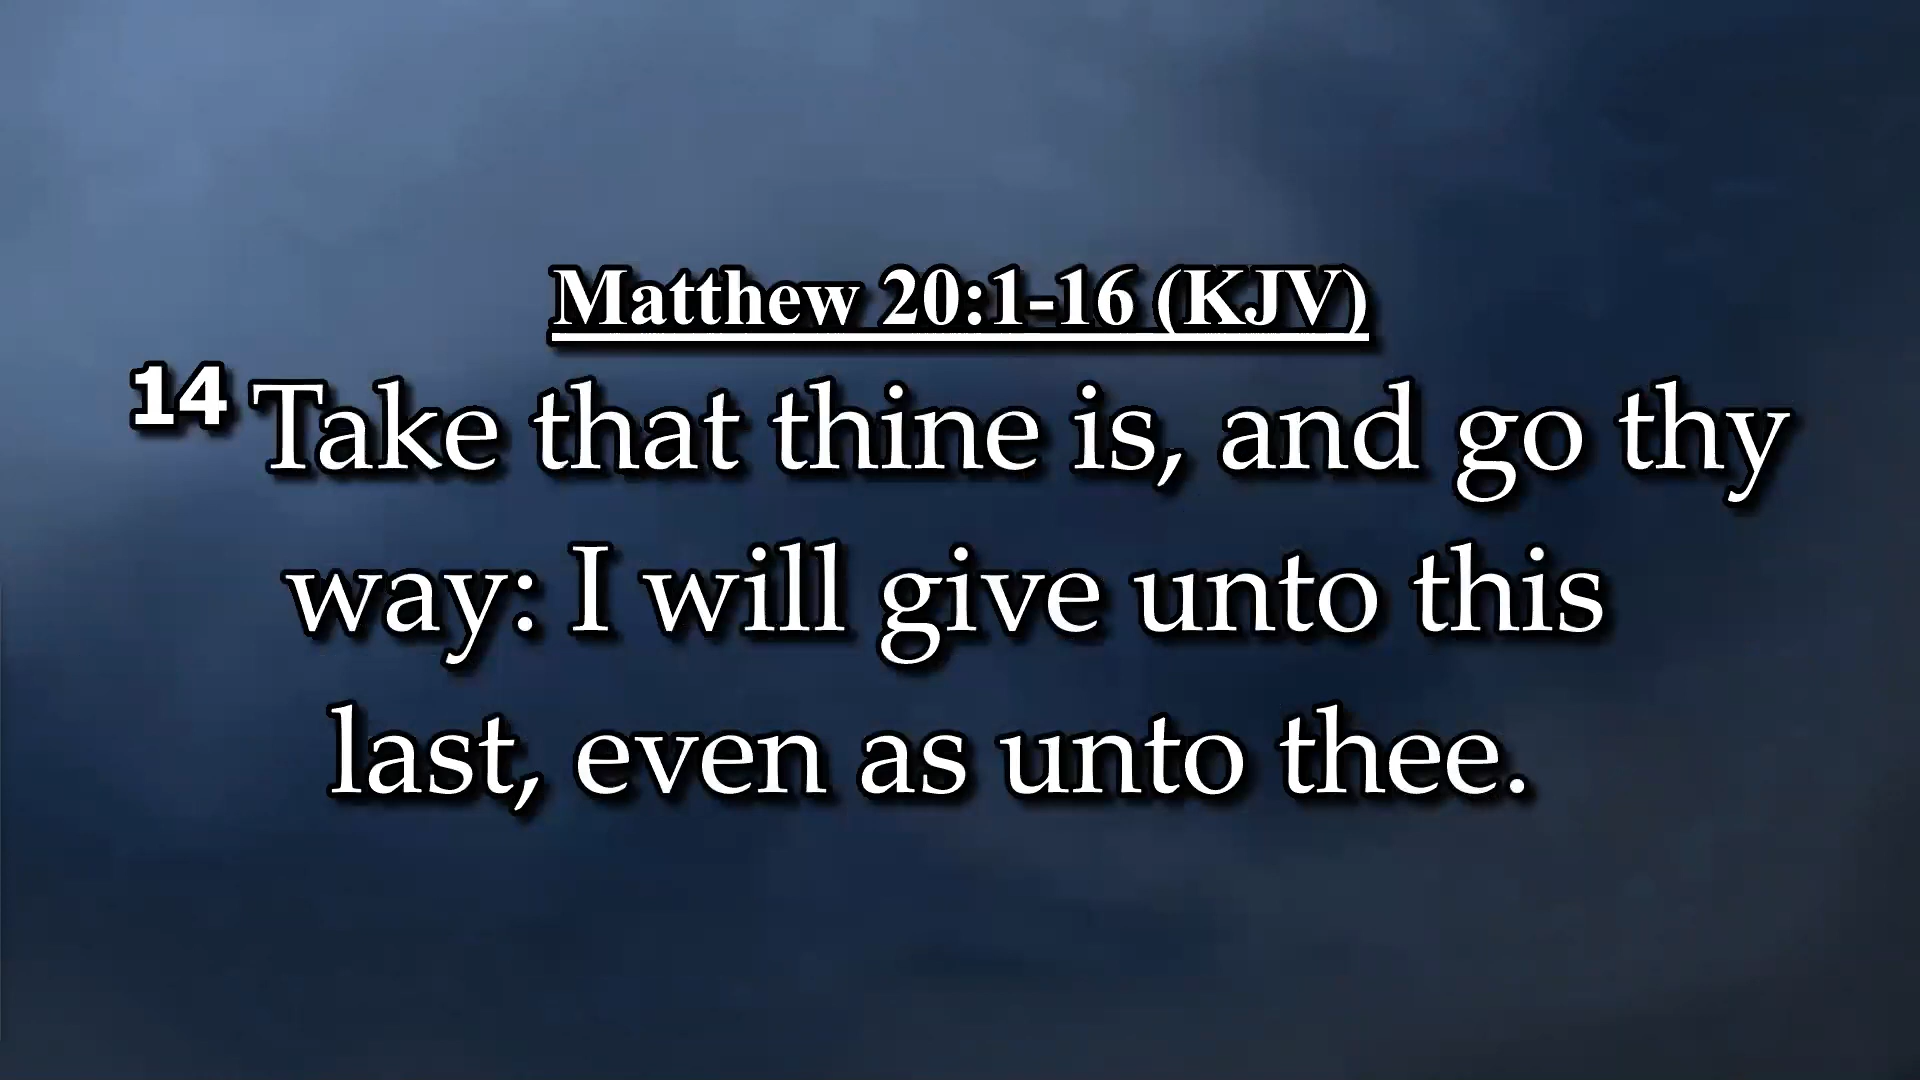 Matthew 20:1-16 (KJV)
14 Take that thine is, and go thy
way: I will give unto this
last, even as unto thee.